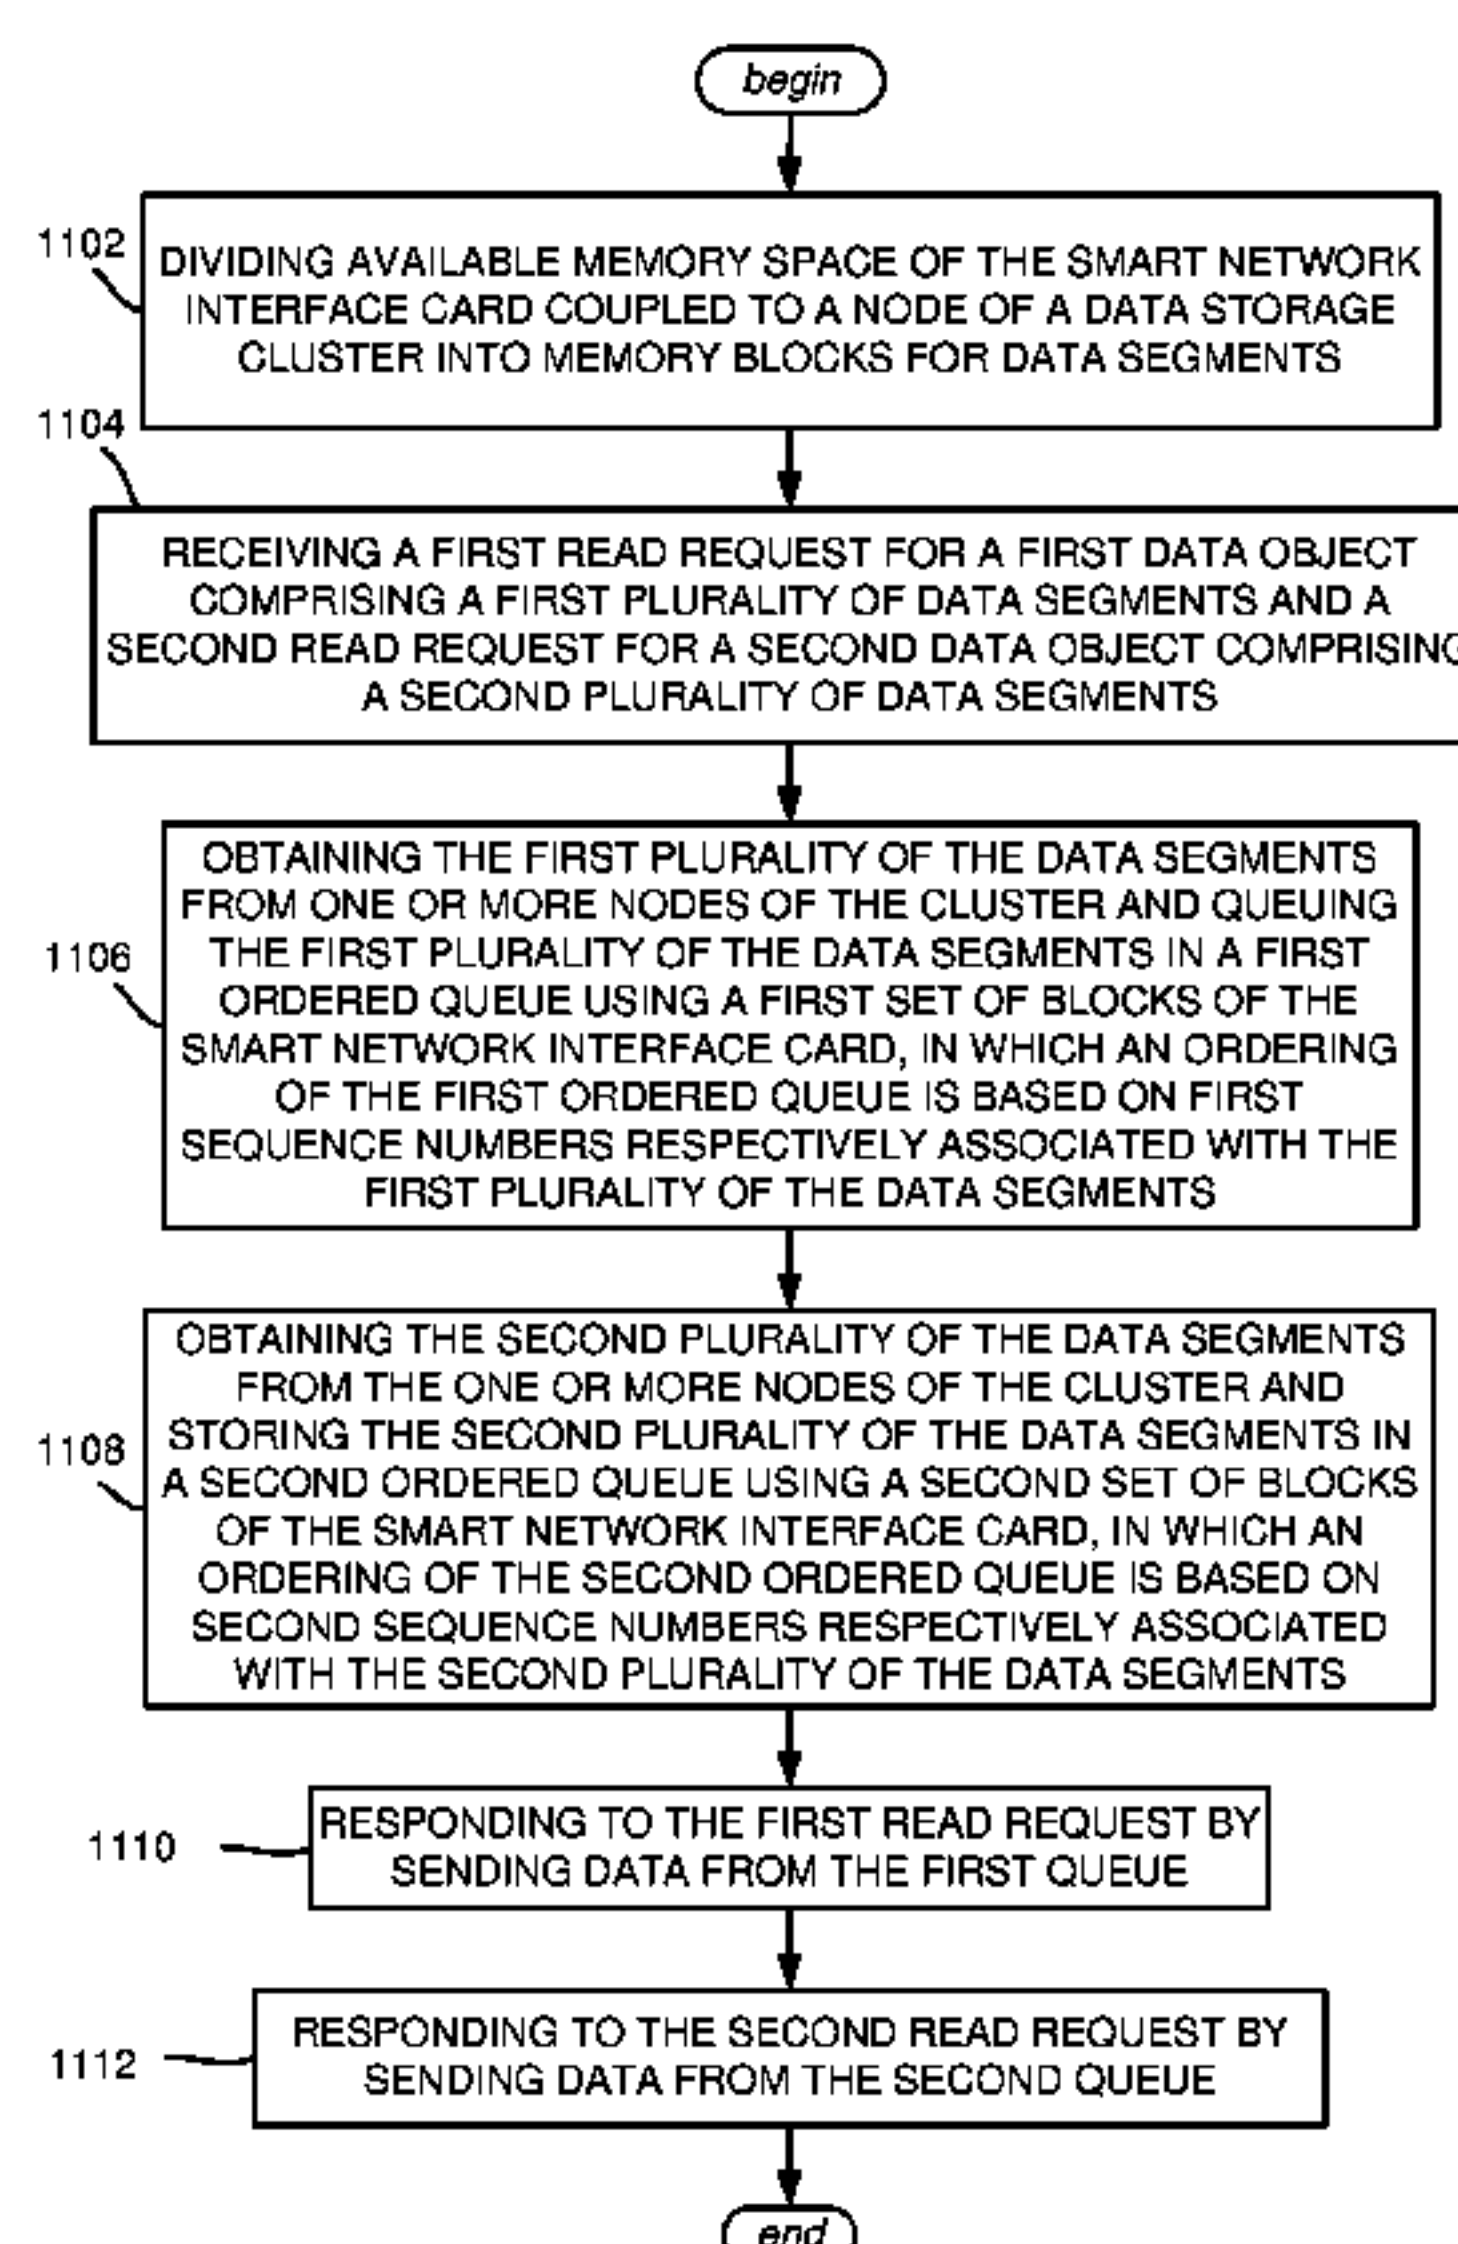 begin
1102
DIVIDING AVAILABLE MEMORY SPACE OF THE SMART NETWORK
INTERFACE CARD COUPLED TO A NODE OF A DATA STORAGE
CLUSTER INTO MEMORY BLOCKS FOR DATA SEGMENTS
1104
RECEIVING A FIRST READ REQUEST FOR A FIRST DATA OBJECT
COMPRISING A FIRST PLURALITY OF DATA SEGMENTS AND A
SECOND READ REQUEST FOR A SECOND DATA OBJECT COMPRISING
A SECOND PLURALITY OF DATA SEGMENTS
1106
OBTAINING THE FIRST PLURALITY OF THE DATA SEGMENTS
FROM ONE OR MORE NODES OF THE CLUSTER AND QUEUING
THE FIRST PLURALITY OF THE DATA SEGMENTS IN A FIRST
ORDERED QUEUE USING A FIRST SET OF BLOCKS OF THE
SMART NETWORK INTERFACE CARD, IN WHICH AN ORDERING
OF THE FIRST ORDERED QUEUE IS BASED ON FIRST
SEQUENCE NUMBERS RESPECTIVELY ASSOCIATED WITH THE
FIRST PLURALITY OF THE DATA SEGMENTS
1108
OBTAINING THE SECOND PLURALITY OF THE DATA SEGMENTS
FROM THE ONE OR MORE NODES OF THE CLUSTER AND
STORING THE SECOND PLURALITY OF THE DATA SEGMENTS IN
A SECOND ORDERED QUEUE USING A SECOND SET OF BLOCKS
OF THE SMART NETWORK INTERFACE CARD, IN WHICH AN
ORDERING OF THE SECOND ORDERED QUEUE IS BASED ON
SECOND SEQUENCE NUMBERS RESPECTIVELY ASSOCIATED
WITH THE SECOND PLURALITY OF THE DATA SEGMENTS
1110
RESPONDING TO THE FIRST READ REQUEST BY
SENDING DATA FROM THE FIRST QUEUE
1112
RESPONDING TO THE SECOND READ REQUEST BY
SENDING DATA FROM THE SECOND QUEUE
end